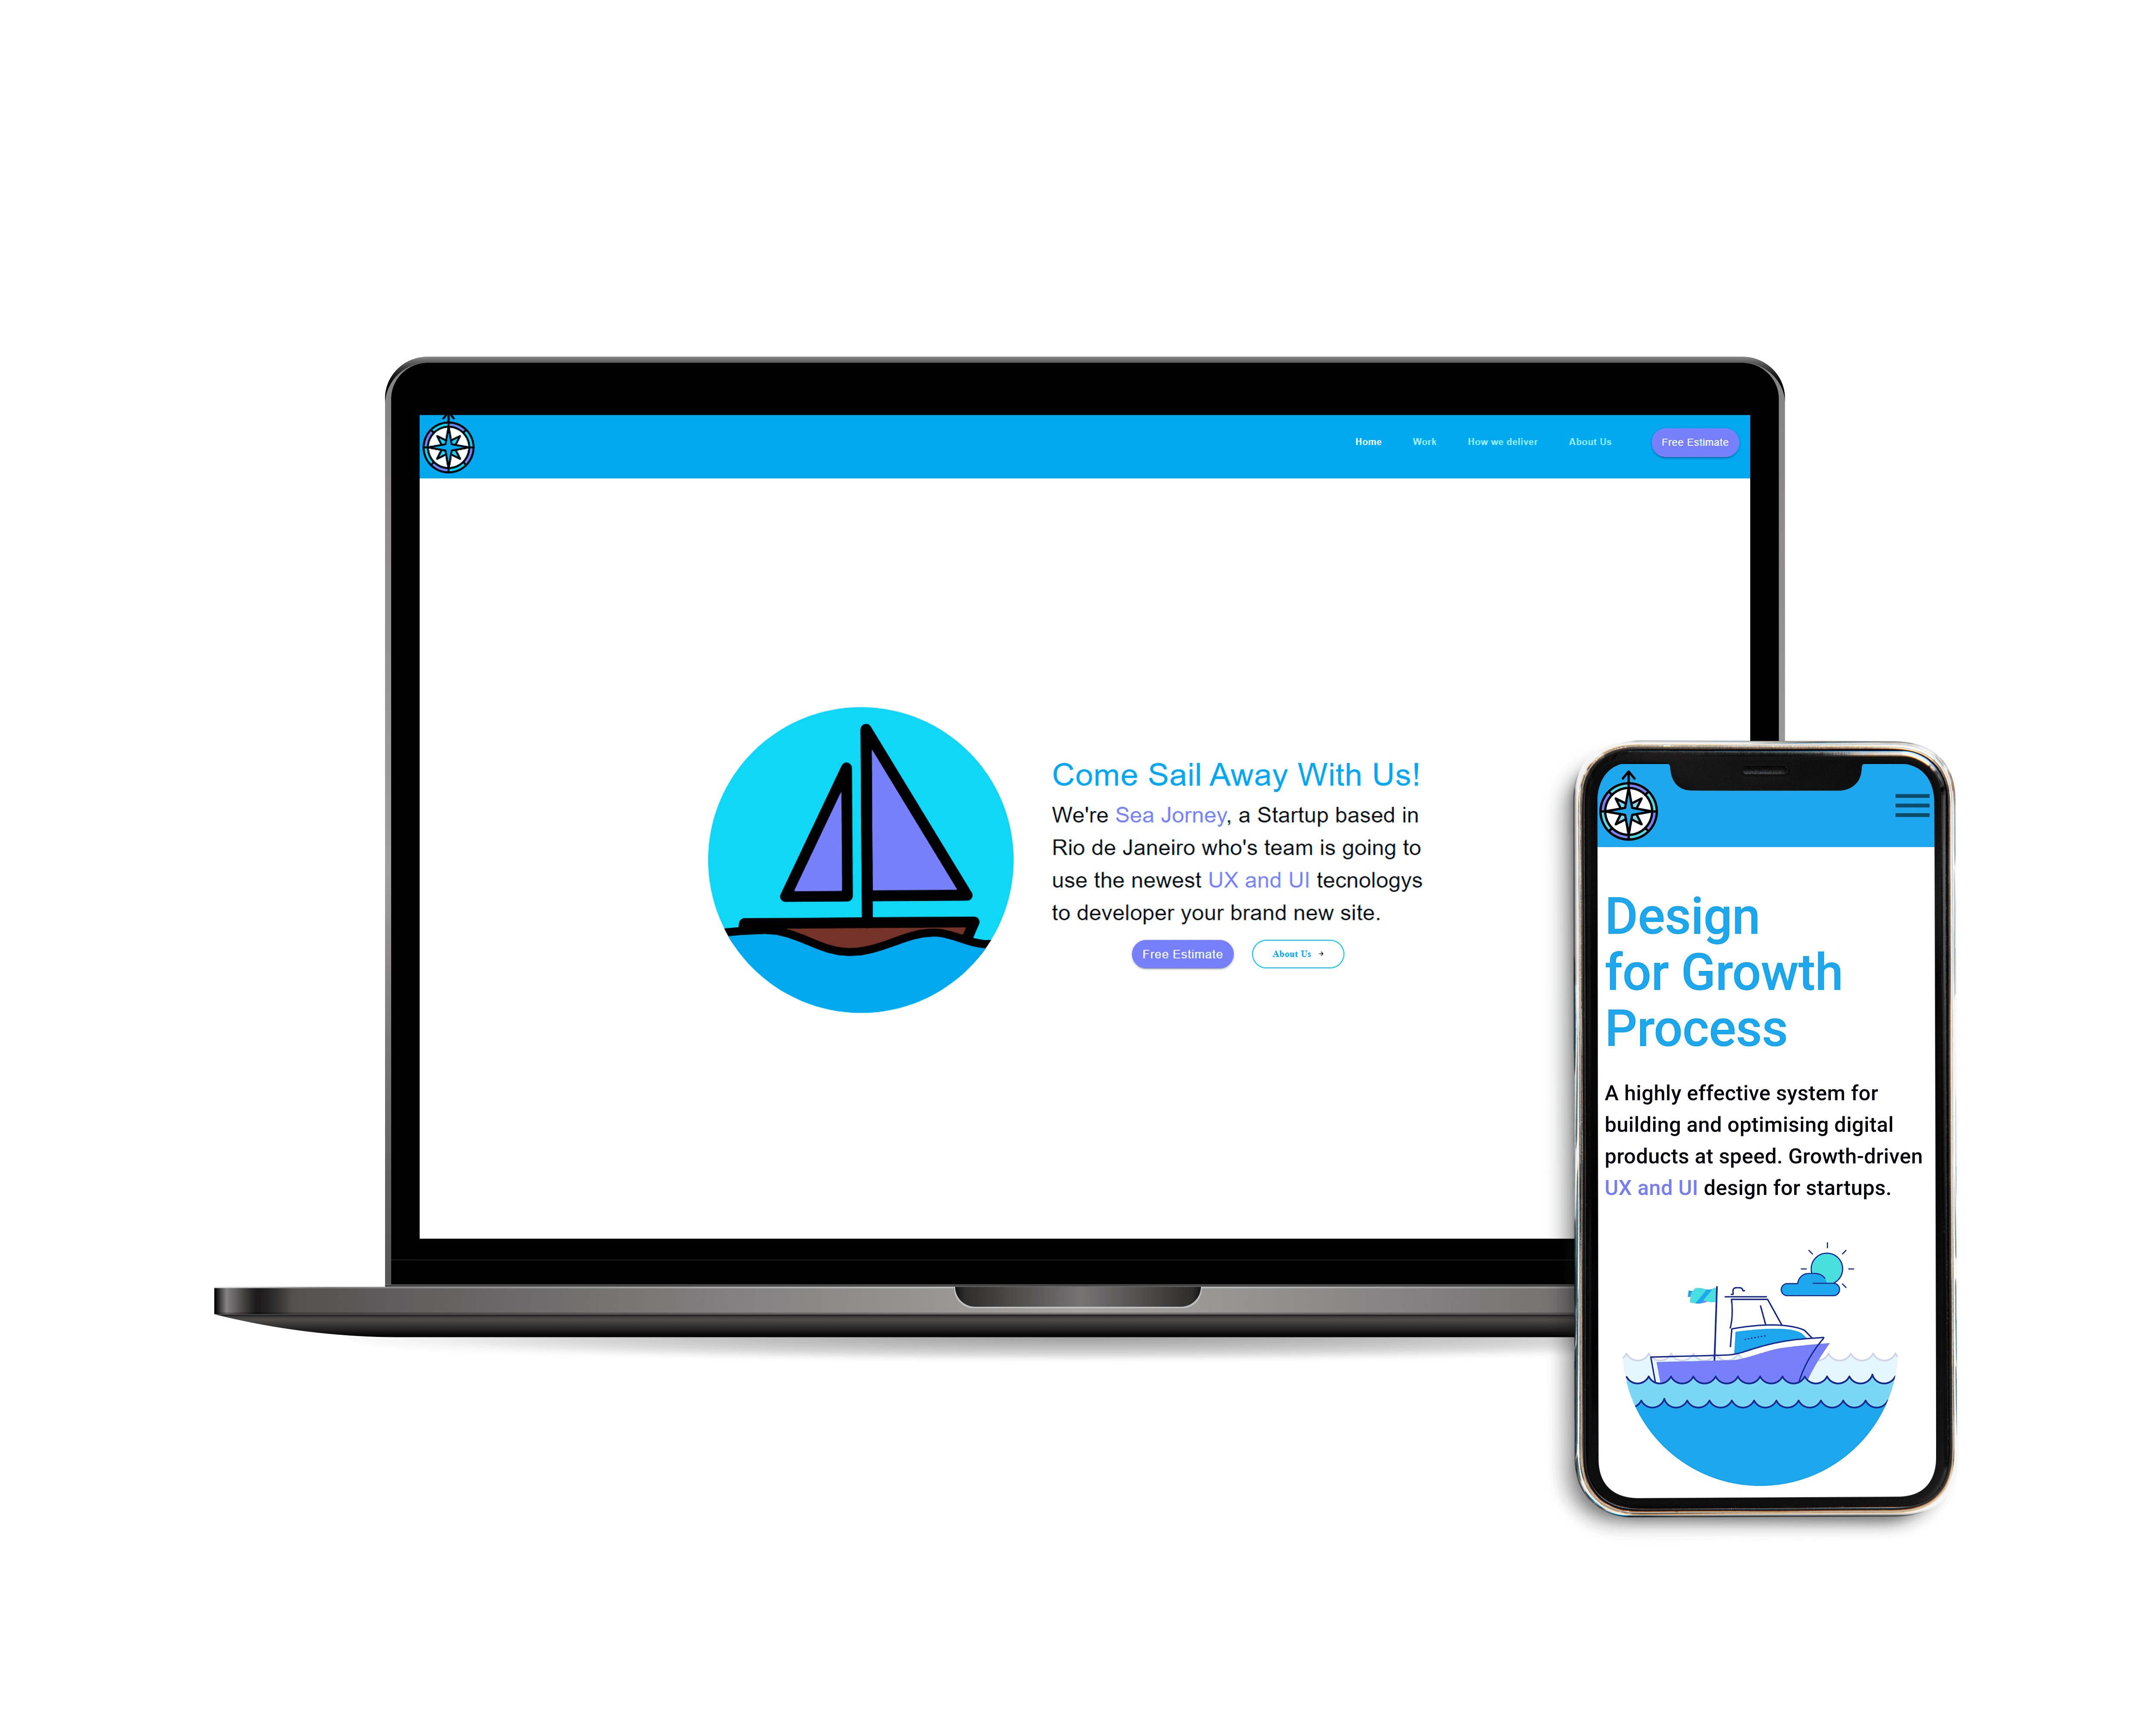 Home Work How we deliver About Us Free Estimate
Come Sail Away With Us!
We're Sea Jorney, a Startup based in
Rio de Janeiro who's team is going to
use the newest UX and UI tecnologys
to developer your brand new site.
Free Estimate About Us →
Design
for Growth
Process
A highly effective system for
building and optimising digital
products at speed. Growth-driven
UX and UI design for startups.